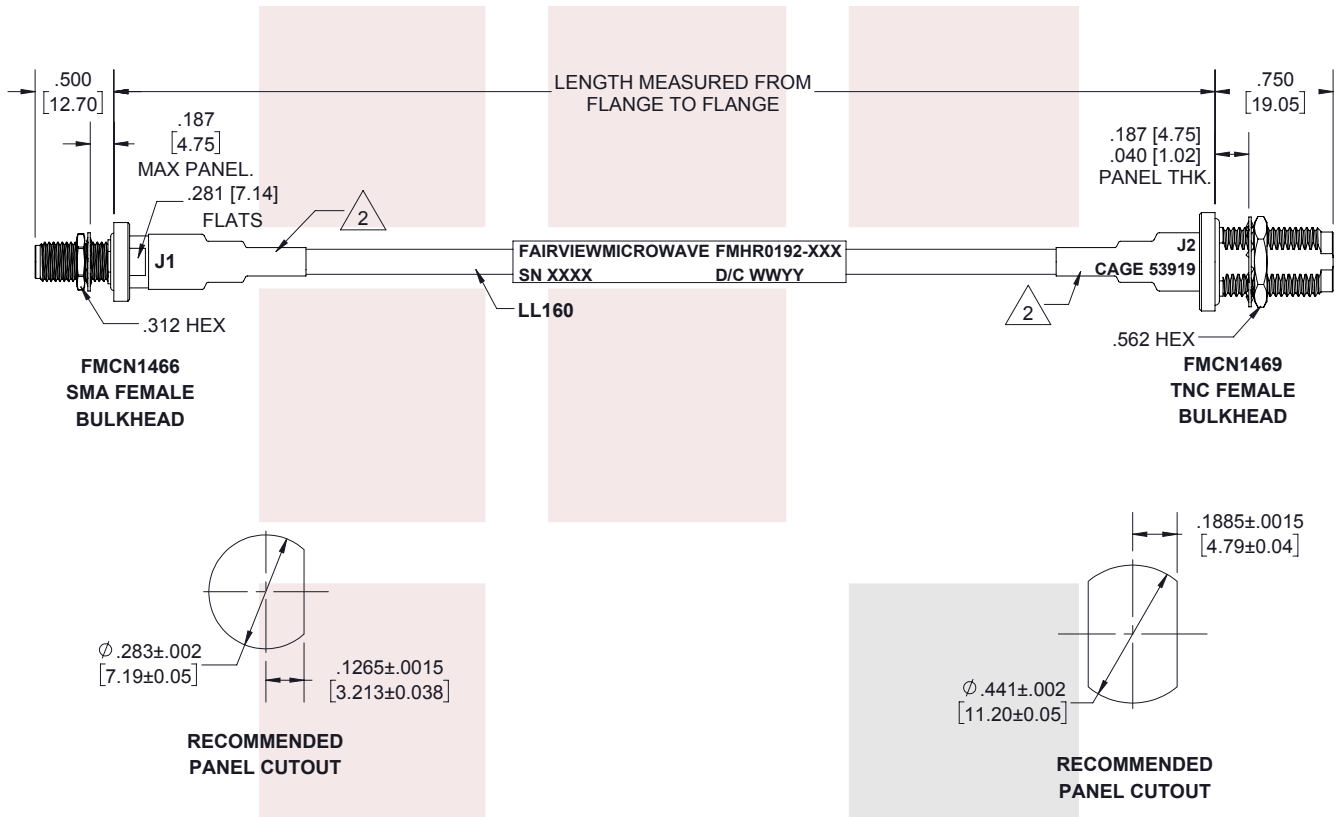 .500
[12.70]
LENGTH MEASURED FROM
FLANGE TO FLANGE
.750
[19.05]
.187
[4.75]
MAX PANEL.
.187 [4.75]
.040 [1.02]
PANEL THK.
.281 [7.14]
FLATS
2
J1
FAIRVIEWMICROWAVE FMHR0192-XXX
SN XXXX D/C WWYY
J2
CAGE 53919
LL160
2
.312 HEX
.562 HEX
FMCN1466
SMA FEMALE
BULKHEAD
FMCN1469
TNC FEMALE
BULKHEAD
.1885±.0015
[4.79±0.04]
∅ .283±.002
[7.19±0.05]
.1265±.0015
[3.213±0.038]
∅ .441±.002
[11.20±0.05]
RECOMMENDED
PANEL CUTOUT
RECOMMENDED
PANEL CUTOUT